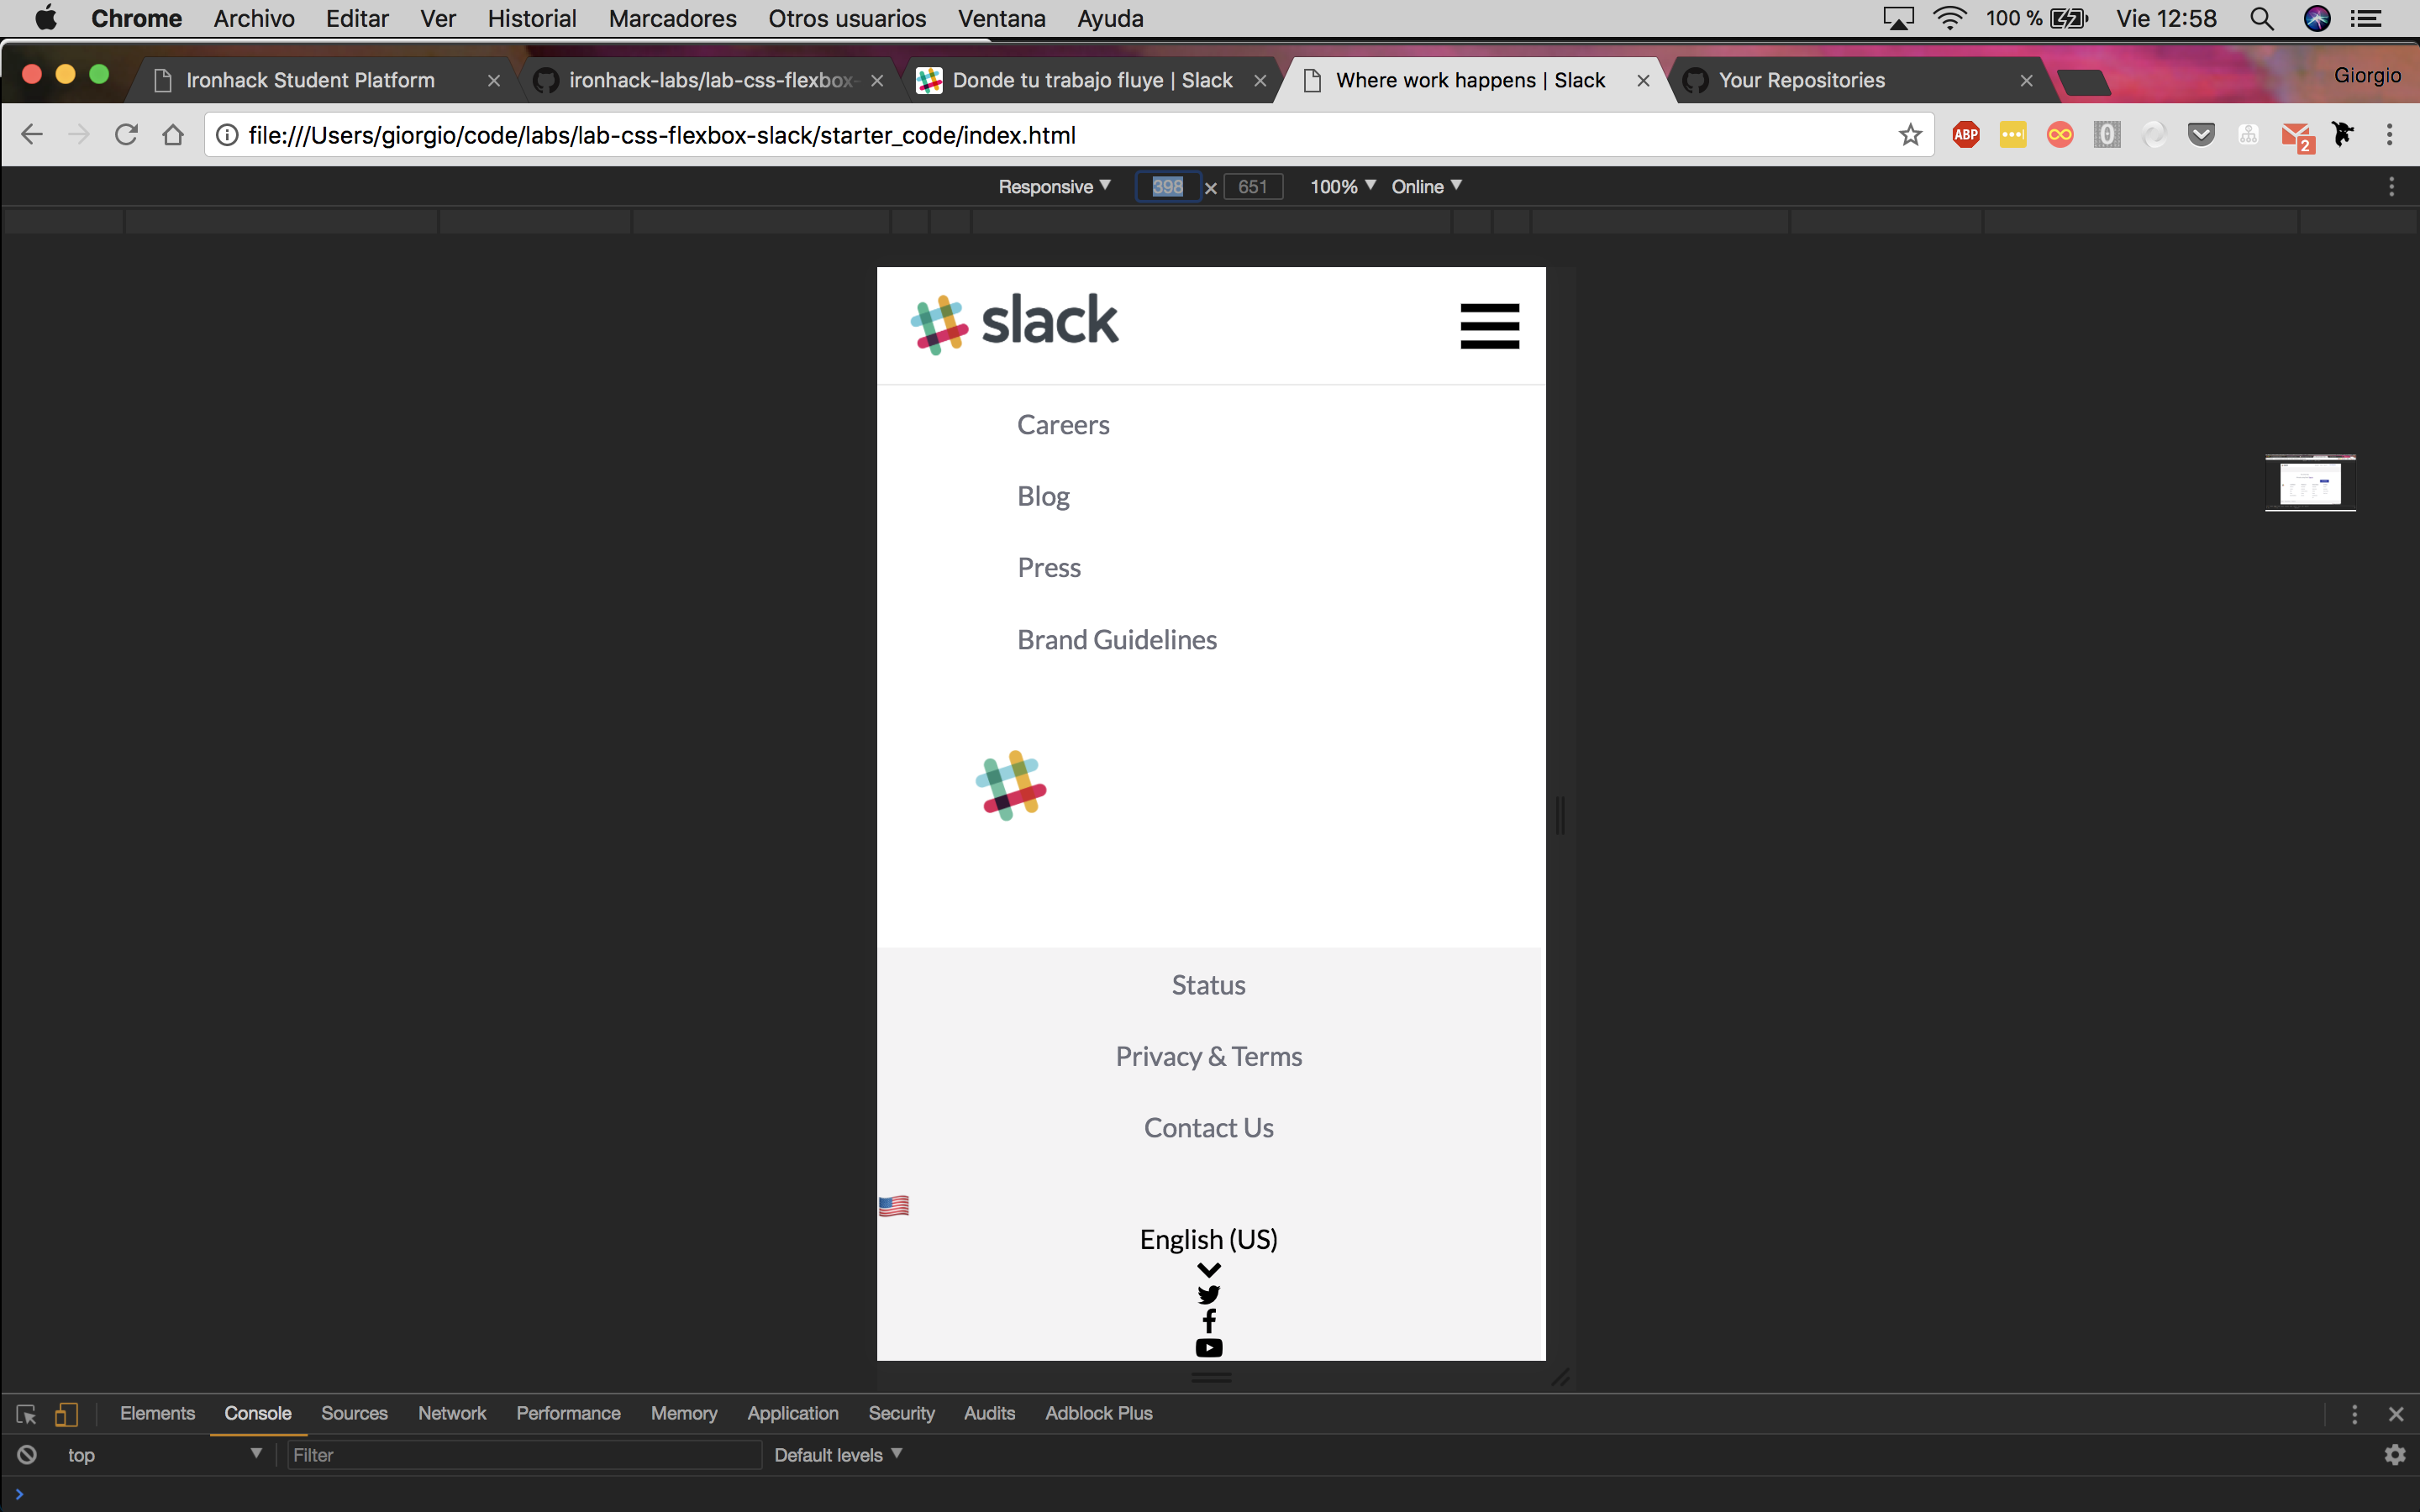 Chrome Archivo Editar Ver Historial Marcadores Otros usuarios Ventana Ayuda 100 % Vie 12:58
Ironhack Student Platform ironhack-labs/lab-css-flexbox- Donde tu trabajo fluye | Slack Where work happens | Slack Your Repositories Giorgio
file:///Users/giorgio/code/labs/lab-css-flexbox-slack/starter_code/index.html ABP 0 2
Responsive 398 × 651 100% Online
slack
Careers
Blog
Press
Brand Guidelines
Status
Privacy & Terms
Contact Us
English (US)
Elements Console Sources Network Performance Memory Application Security Audits Adblock Plus
top Filter Default levels